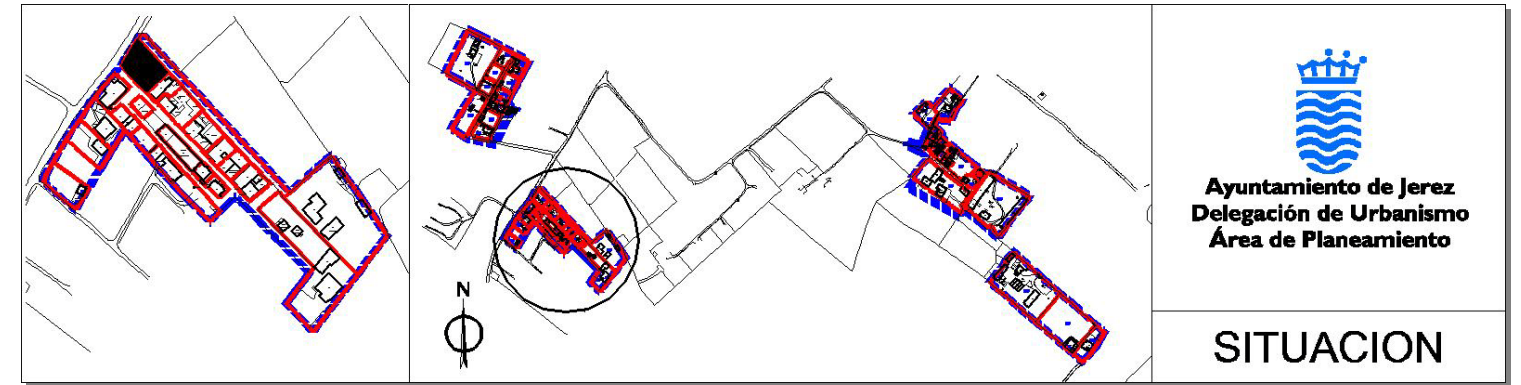 N
Ayuntamiento de Jerez
Delegación de Urbanismo
Área de Planeamiento
SITUACION